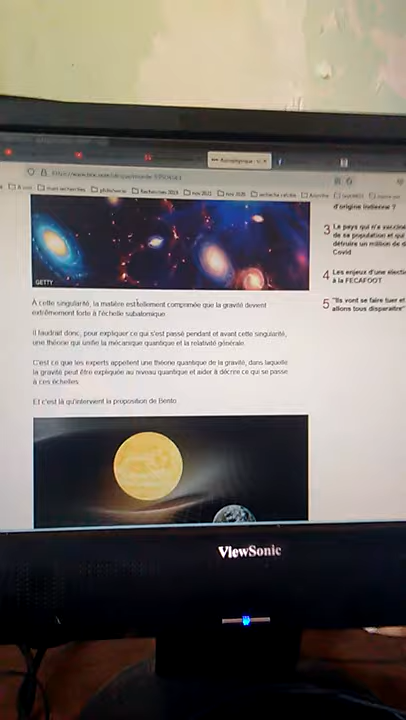 GETTY
À cette singularité, la matière est tellement comprimée que la gravité devient
extrêmement forte à l'échelle subatomique.
Il faudrait donc, pour expliquer ce qui s'est passé pendant et avant cette singularité,
une théorie qui unifie la mécanique quantique et la relativité générale.
C'est ce que les experts appellent une théorie quantique de la gravité, dans laquelle
la gravité peut être expliquée au niveau quantique et aider à décrire ce qui se passe
à ces échelles.
Et c'est là qu'intervient la proposition de Bento.
d'origine indienne ?
3 Le pays qui n'a vacciné
de sa population et qui
détruire un million de d
Covid
4 Les enjeux d'une électi
à la FECAFOOT
5 "Ils vont se faire tuer et
allons tous disparaître"
ViewSonic